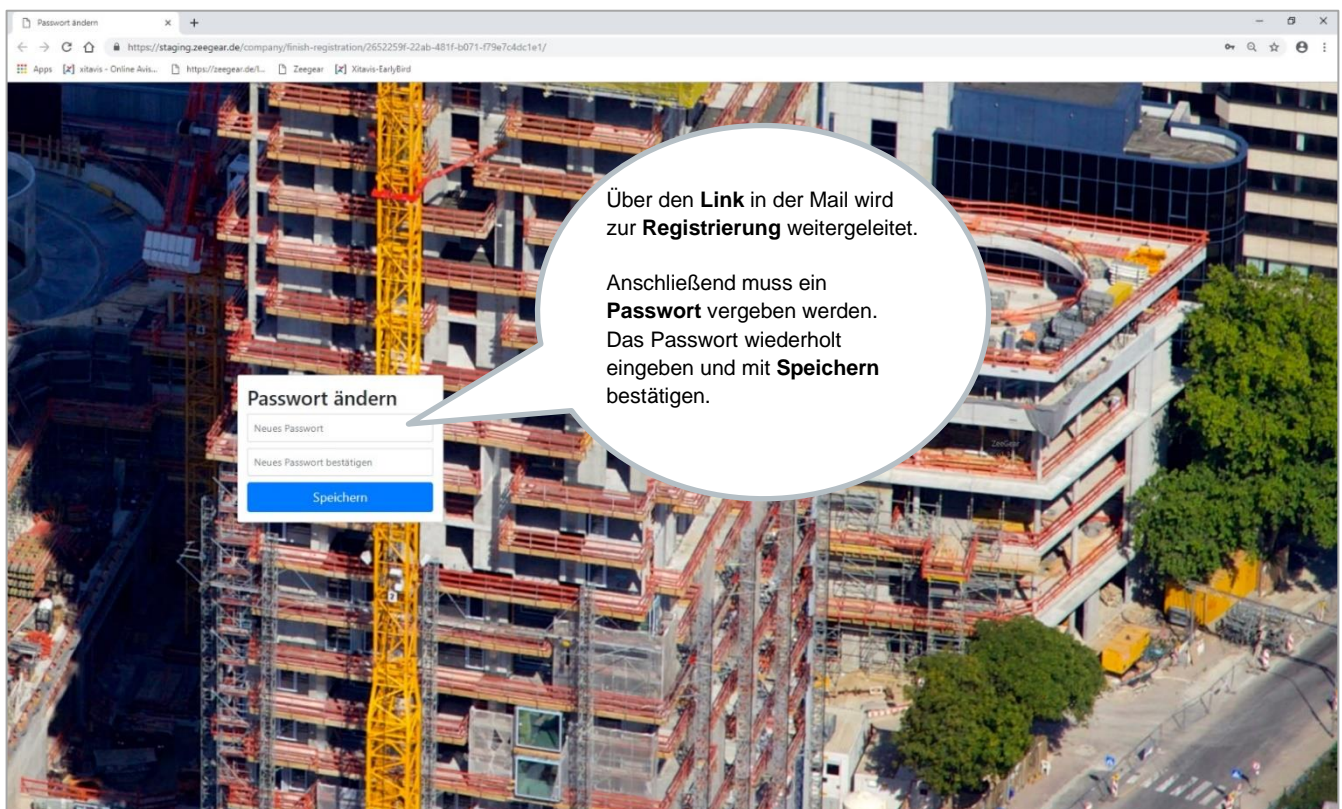 Passwort ändern
https://staging.zeegear.de/company/finish-registration/2652259f-22ab-481f-b071-f79e7c4dc1e1/
Apps [x] xitavis - Online Avis... https://zeegear.de/l... Zeegear [x] Xitavis-EarlyBird
Über den Link in der Mail wird
zur Registrierung weitergeleitet.
Anschließend muss ein
Passwort vergeben werden.
Das Passwort wiederholt
eingeben und mit Speichern
bestätigen.
Passwort ändern
Neues Passwort
Neues Passwort bestätigen
Speichern
ZeeGear